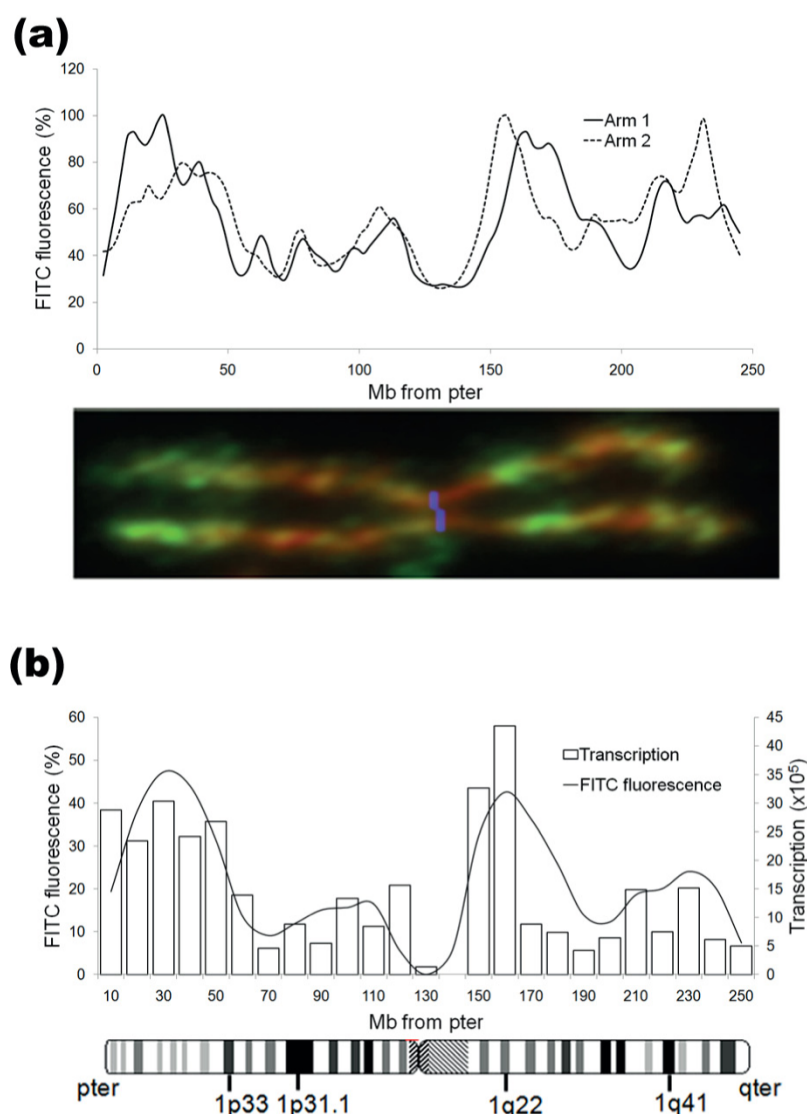 (a)
120
100
80
60
40
20
0
FITC fluorescence (%)
Arm 1
Arm 2
0 50 100 150 200 250
Mb from pter
(b)
60
50
40
30
20
10
0
FITC fluorescence (%)
Transcription
FITC fluorescence
45
40
35
30
25
20
15
10
5
0
Transcription (x10⁵)
10 30 50 70 90 110 130 150 170 190 210 230 250
Mb from pter
pter 1p33 1p31.1 1q22 1q41 qter